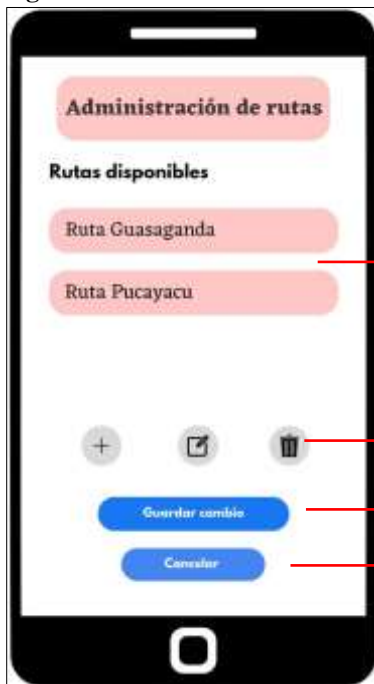 Administración de rutas
Rutas disponibles
Ruta Guasaganda
Ruta Pucayacu
Guardar cambio
Cancelar